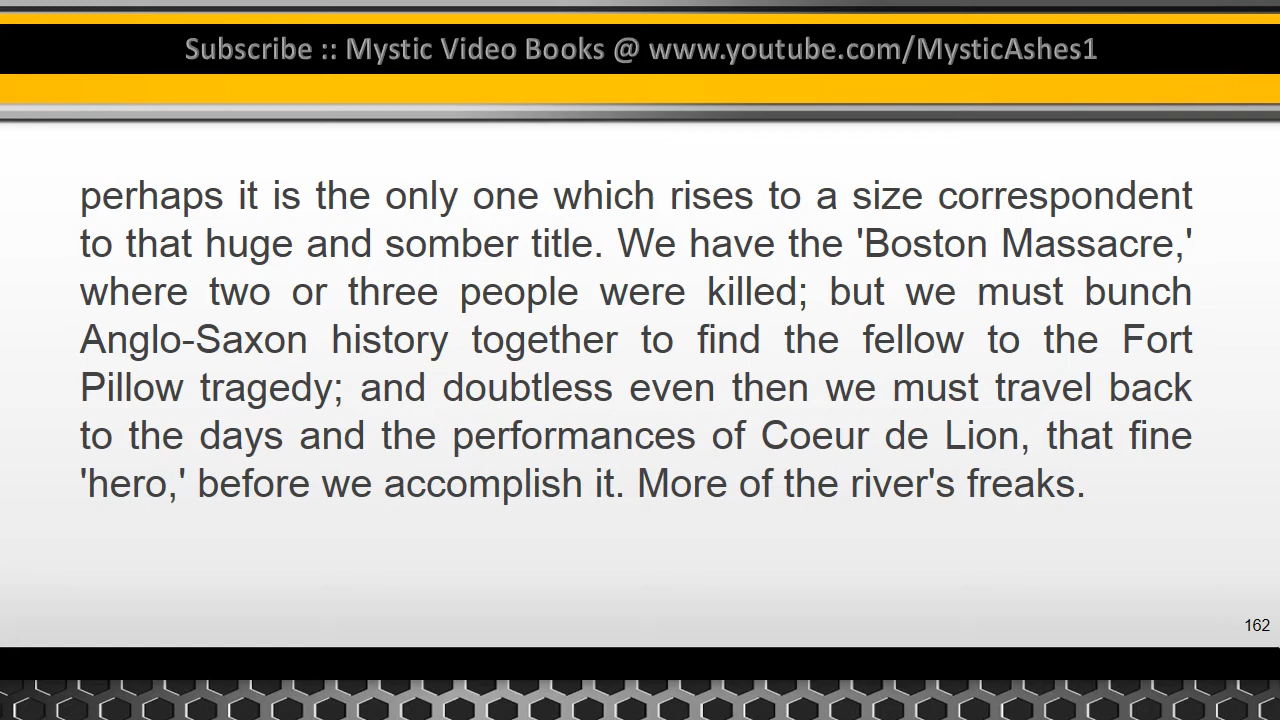 Subscribe :: Mystic Video Books @ www.youtube.com/MysticAshes1
perhaps it is the only one which rises to a size correspondent
to that huge and somber title. We have the 'Boston Massacre,'
where two or three people were killed; but we must bunch
Anglo-Saxon history together to find the fellow to the Fort
Pillow tragedy; and doubtless even then we must travel back
to the days and the performances of Coeur de Lion, that fine
'hero,' before we accomplish it. More of the river's freaks.
162